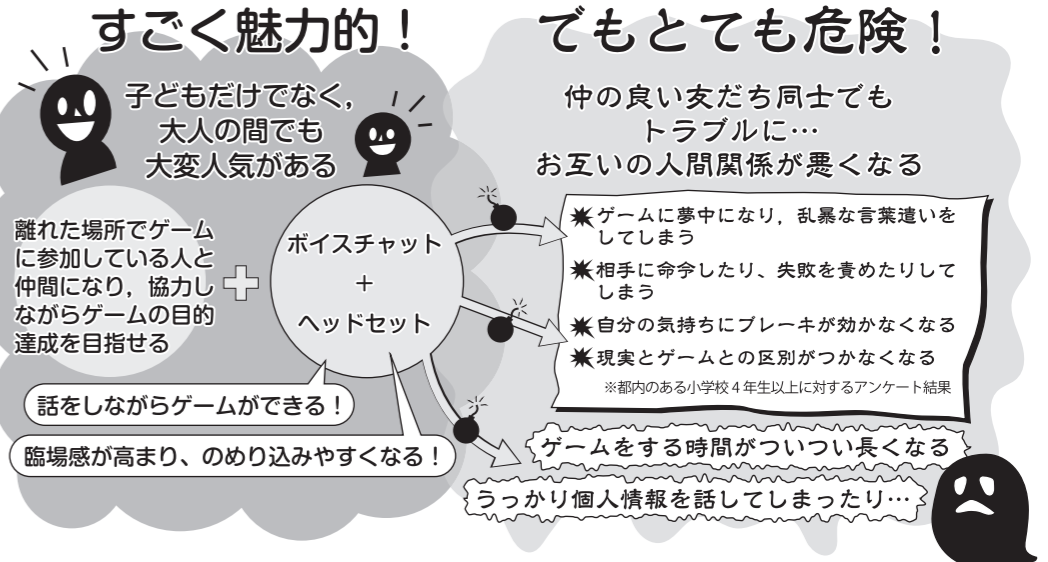 すごく魅力的！
子どもだけでなく，
大人の間でも
大変人気がある
離れた場所でゲーム
に参加している人と
仲間になり，協力し
ながらゲームの目的
達成を目指せる
ボイスチャット
＋
ヘッドセット
話をしながらゲームができる！
臨場感が高まり、のめり込みやすくなる！
でもとても危険！
仲の良い友だち同士でも
トラブルに…
お互いの人間関係が悪くなる
ゲームに夢中になり，乱暴な言葉遣いを
してしまう
相手に命令したり、失敗を責めたりして
しまう
自分の気持ちにブレーキが効かなくなる
現実とゲームとの区別がつかなくなる
※都内のある小学校４年生以上に対するアンケート結果
ゲームをする時間がついつい長くなる
うっかり個人情報を話してしまったり…